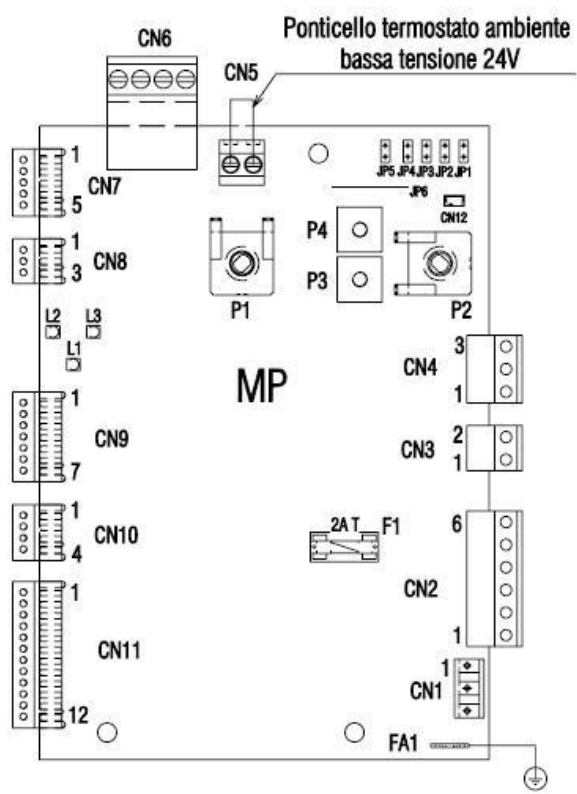 Ponticello termostato ambiente
bassa tensione 24V
CN6
CN5
1
CN7
5
JP5 JP4 JP3 JP2 JP1
JP6
CN12
1
CN8
3
P4
P3
P1
P2
L2
L3
L1
MP
3
CN4
1
2
CN3
1
1
CN9
7
1
CN10
4
2A T
F1
6
CN2
1
1
CN11
12
1
CN1
FA1